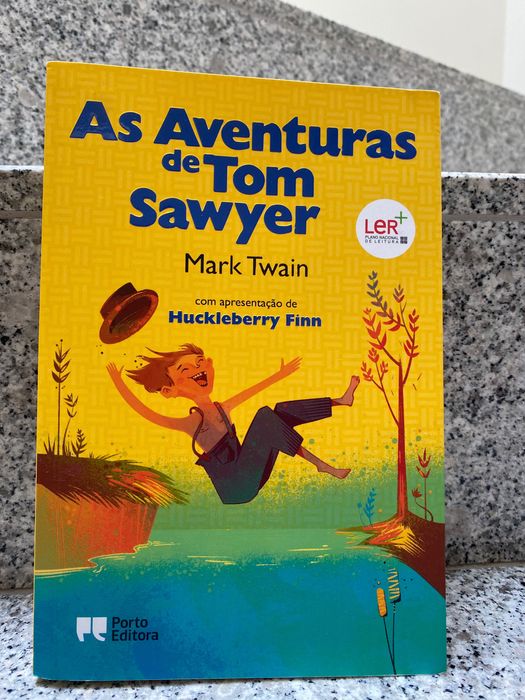 As Aventuras
de Tom
Sawyer
Mark Twain
com apresentação de
Huckleberry Finn
LeR+
PLANO NACIONAL
DE LEITURA
Porto
Editora